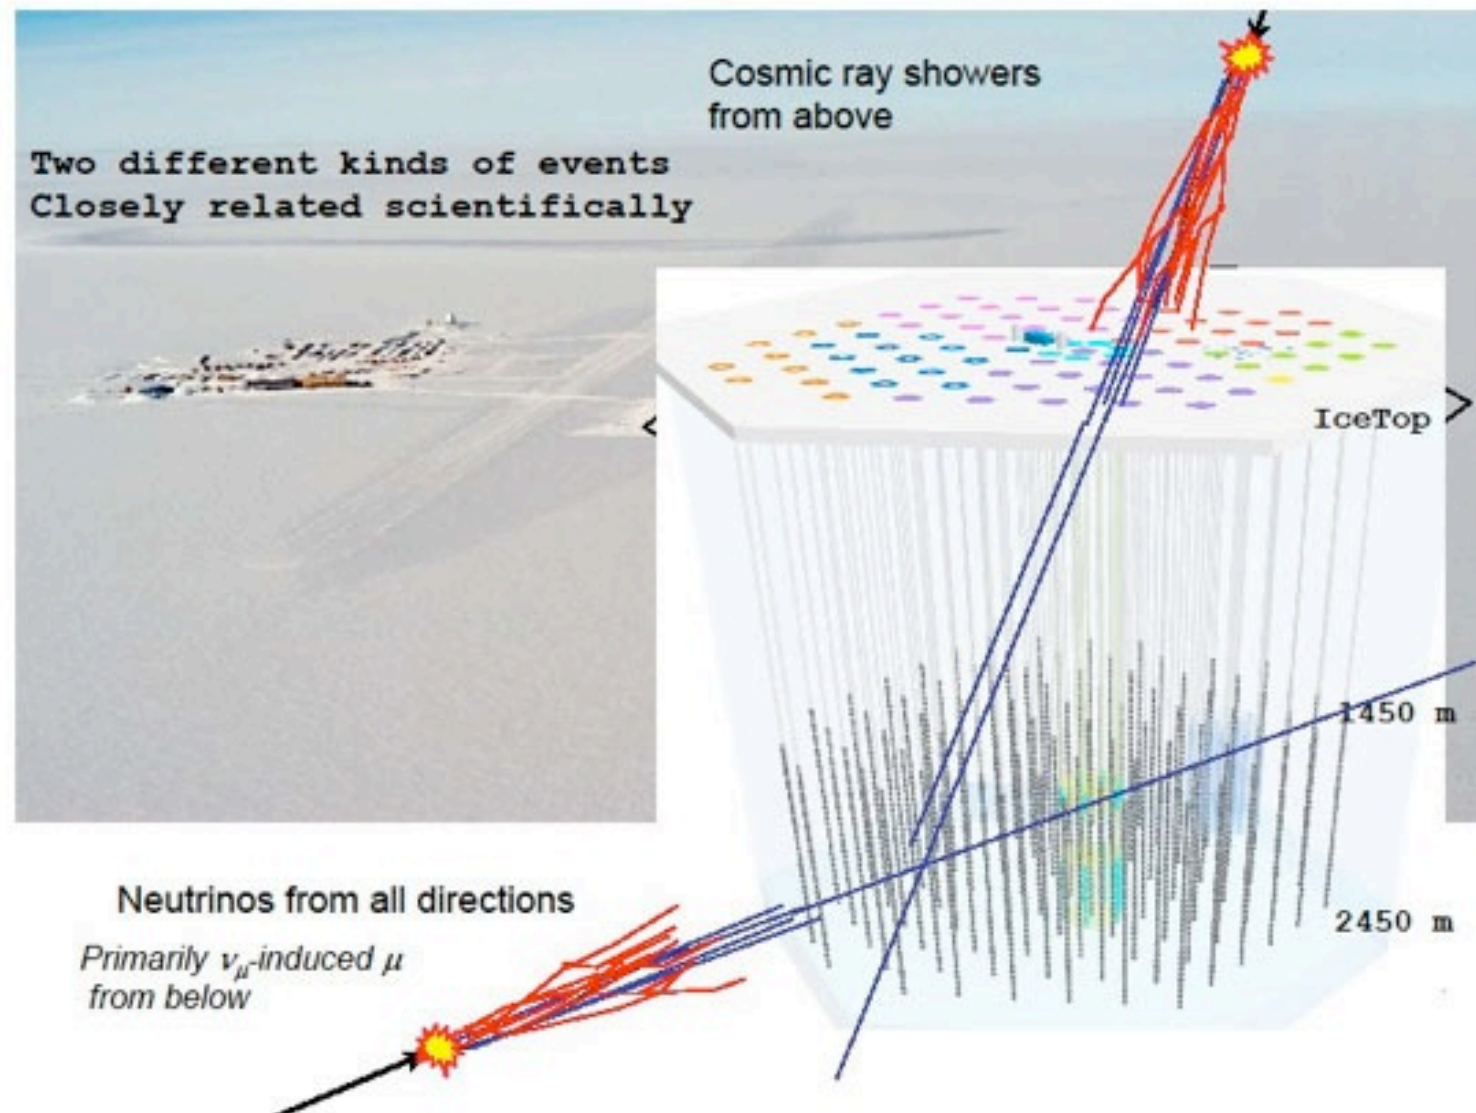 Cosmic ray showers
from above
Two different kinds of events
Closely related scientifically
IceTop
1450 m
2450 m
Neutrinos from all directions
Primarily νμ-induced μ
from below